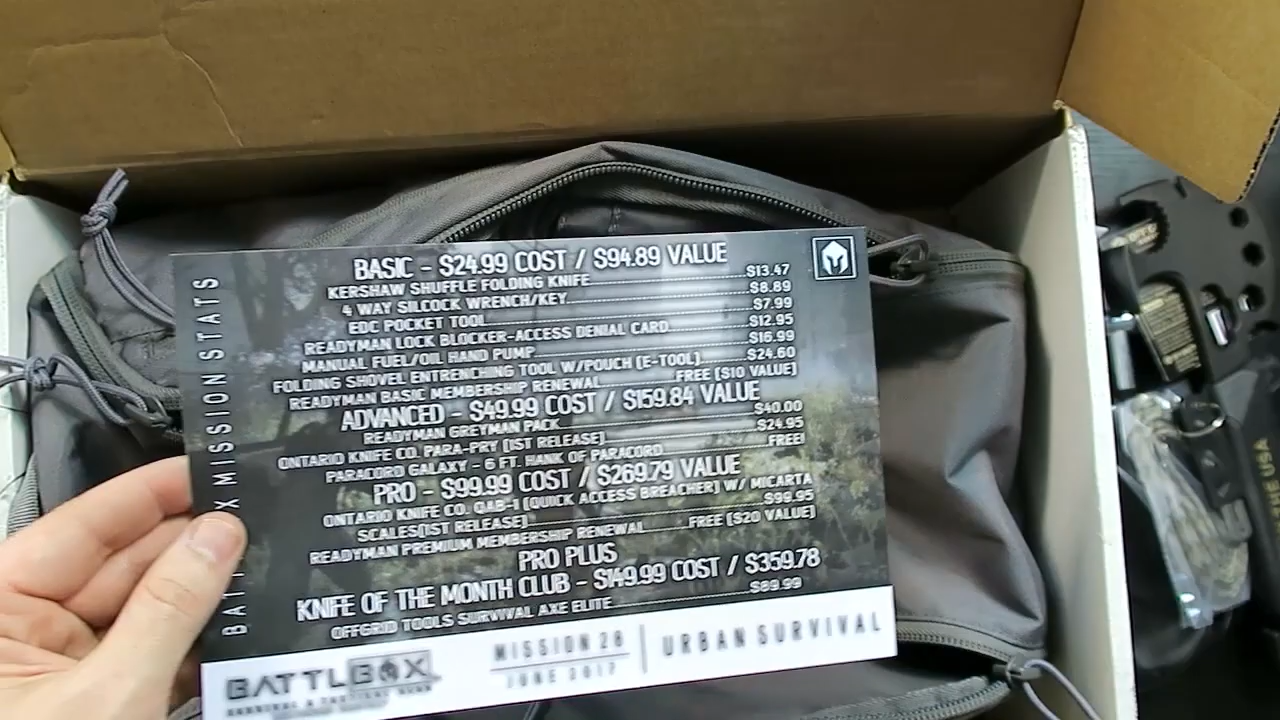 BATTLBOX MISSION STATS
BASIC - $24.99 COST / $94.89 VALUE
KERSHAW SHUFFLE FOLDING KNIFE $13.47
4 WAY SILCOCK WRENCH/KEY $8.89
EDC POCKET TOOL $7.99
READYMAN LOCK BLOCKER-ACCESS DENIAL CARD $12.95
MANUAL FUEL/OIL HAND PUMP $16.99
FOLDING SHOVEL ENTRENCHING TOOL W/POUCH [E-TOOL] $24.60
READYMAN BASIC MEMBERSHIP RENEWAL FREE [$10 VALUE]
ADVANCED - $49.99 COST / $159.84 VALUE
READYMAN GREYMAN PACK $40.00
ONTARIO KNIFE CO. PARA-PRY [1ST RELEASE] $24.95
PARACORD GALAXY - 6 FT. HANK OF PARACORD FREE!
PRO - $99.99 COST / $269.79 VALUE
ONTARIO KNIFE CO. QAB-1 [QUICK ACCESS BREACHER] W/ MICARTA
SCALES[1ST RELEASE] $99.95
READYMAN PREMIUM MEMBERSHIP RENEWAL FREE [$20 VALUE]
PRO PLUS
KNIFE OF THE MONTH CLUB - $149.99 COST / $359.78
OFFGRID TOOLS SURVIVAL AXE ELITE $89.99
BATTLBOX
SURVIVAL & TACTICAL GEAR
MISSION 28
JUNE 2017
URBAN SURVIVAL
USA